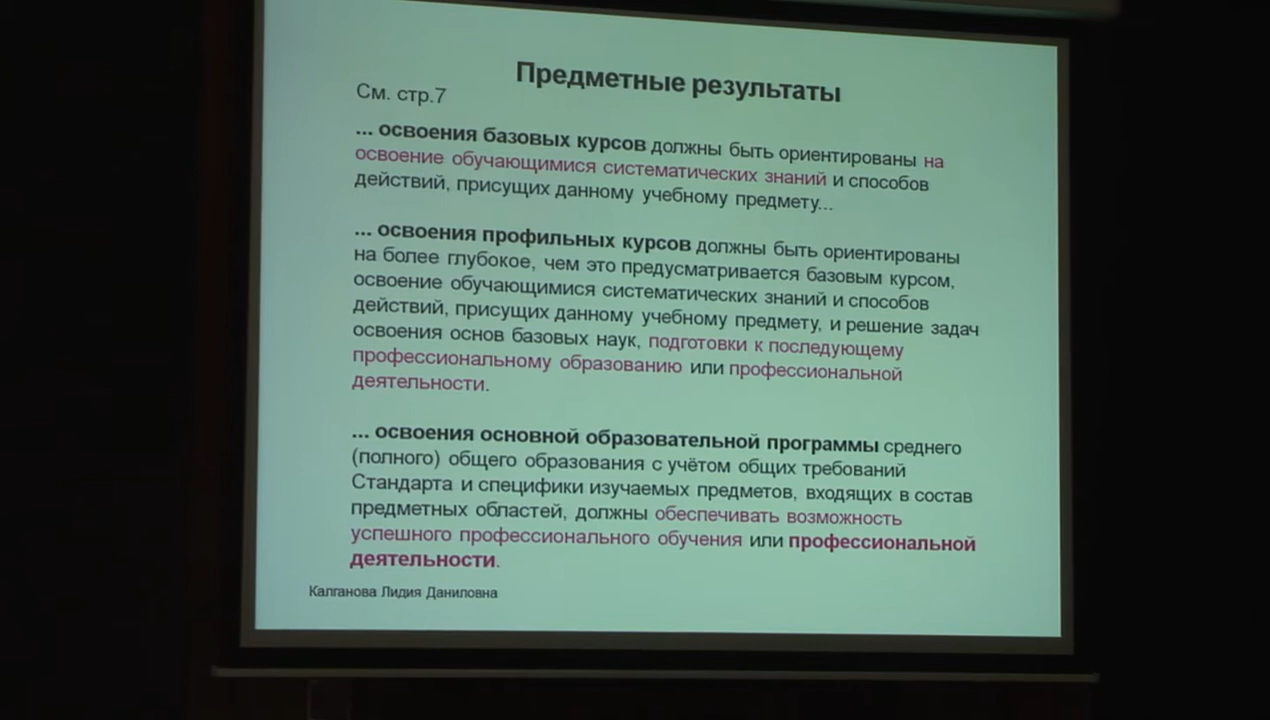 Предметные результаты
См. стр.7
... освоения базовых курсов должны быть ориентированы на
освоение обучающимися систематических знаний и способов
действий, присущих данному учебному предмету...
... освоения профильных курсов должны быть ориентированы
на более глубокое, чем это предусматривается базовым курсом,
освоение обучающимися систематических знаний и способов
действий, присущих данному учебному предмету, и решение задач
освоения основ базовых наук, подготовки к последующему
профессиональному образованию или профессиональной
деятельности.
... освоения основной образовательной программы среднего
(полного) общего образования с учётом общих требований
Стандарта и специфики изучаемых предметов, входящих в состав
предметных областей, должны обеспечивать возможность
успешного профессионального обучения или профессиональной
деятельности.
Калганова Лидия Даниловна